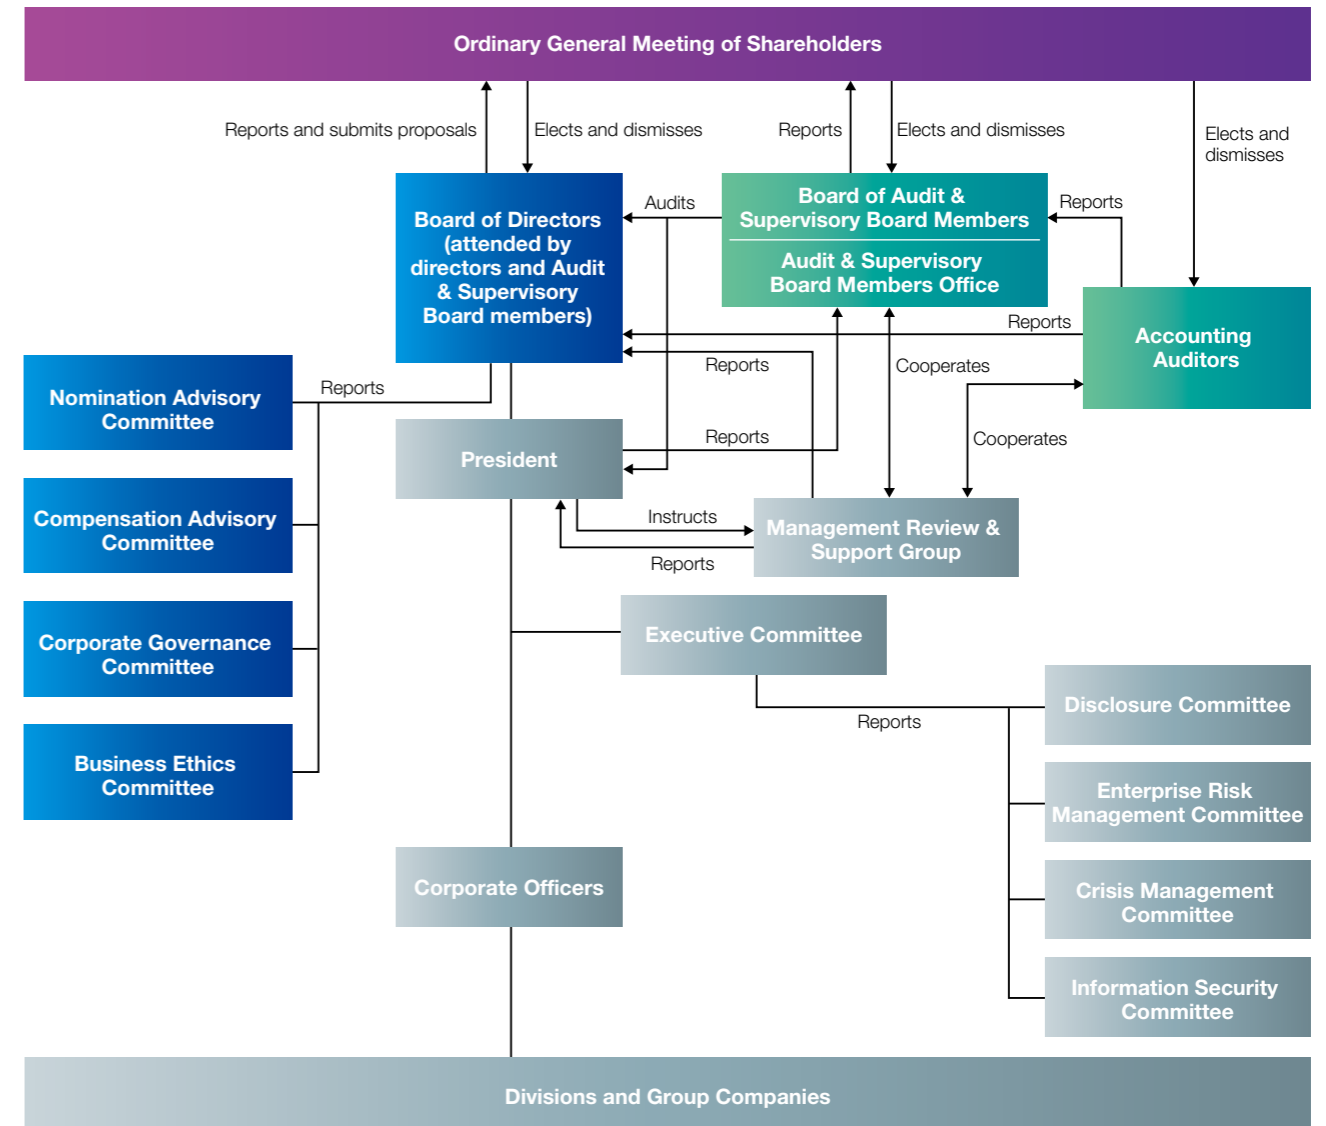 Ordinary General Meeting of Shareholders
Reports and submits proposals
Elects and dismisses
Reports
Elects and dismisses
Elects and
dismisses
Board of Directors
(attended by
directors and Audit
& Supervisory
Board members)
Audits
Board of Audit &
Supervisory Board Members
Audit & Supervisory
Board Members Office
Reports
Reports
Accounting
Auditors
Reports
Cooperates
Nomination Advisory
Committee
Reports
President
Reports
Cooperates
Compensation Advisory
Committee
Instructs
Reports
Management Review &
Support Group
Corporate Governance
Committee
Executive Committee
Reports
Disclosure Committee
Business Ethics
Committee
Enterprise Risk
Management Committee
Corporate Officers
Crisis Management
Committee
Information Security
Committee
Divisions and Group Companies